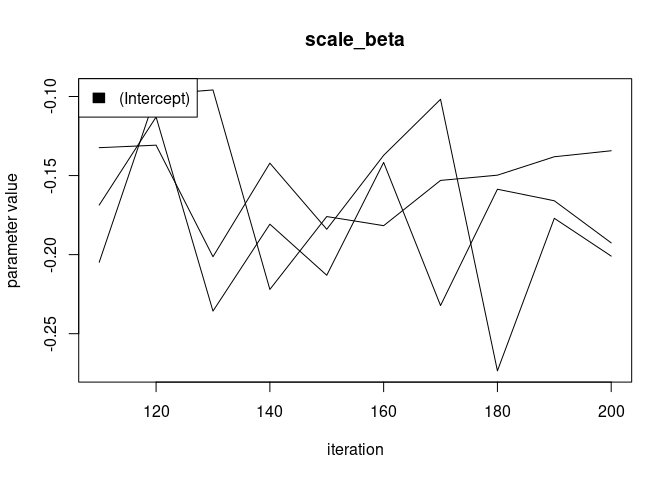 scale_beta
(Intercept)
parameter value
-0.10
-0.15
-0.20
-0.25
120 140 160 180 200
iteration